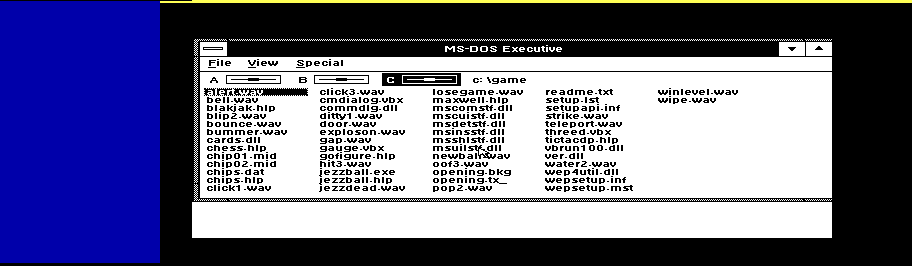 MS-DOS Executive
File View Special
A B C c: \game
alert.wav click3.wav losegame.wav readme.txt winlevel.wav
bell.wav cmdialog.vbx maxwell.hlp setup.lst wipe.wav
blakjak.hlp commdlg.dll mscomstf.dll setupapi.inf
blip2.wav ditty1.wav mscuistf.dll strike.wav
bounce.wav door.wav msdetstf.dll teleport.wav
bummer.wav exploson.wav msinsstf.dll threed.vbx
cards.dll gap.wav msshlstf.dll tictacdp.hlp
chess.hlp gauge.vbx msuilstf.dll vbrun100.dll
chip01.mid gofigure.hlp newball.wav ver.dll
chip02.mid hit3.wav oof3.wav water2.wav
chips.dat jezzball.exe opening.bkg wep4util.dll
chips.hlp jezzball.hlp opening.tx_ wepsetup.inf
click1.wav jezzdead.wav pop2.wav wepsetup.mst